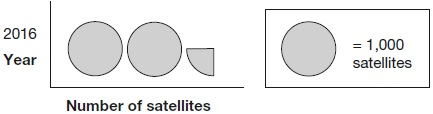 2016
Year
Number of satellites
= 1,000
satellites